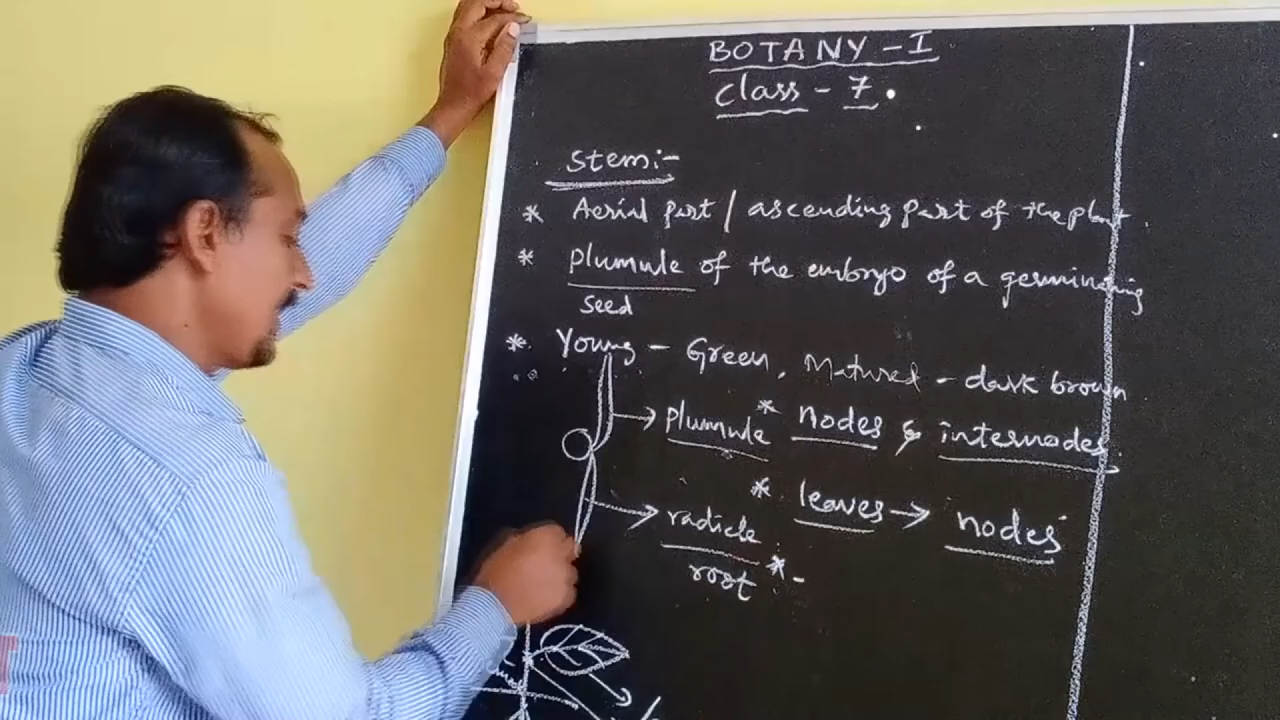 BOTANY - I
Class - 7.
Stem:-
* Aerial part / ascending part of the plant.
* plumule of the embryo of a germinating
seed
* Young - Green, Matured - dark brown
plumule * nodes & internodes.
* leaves → nodes
radicle
root * -